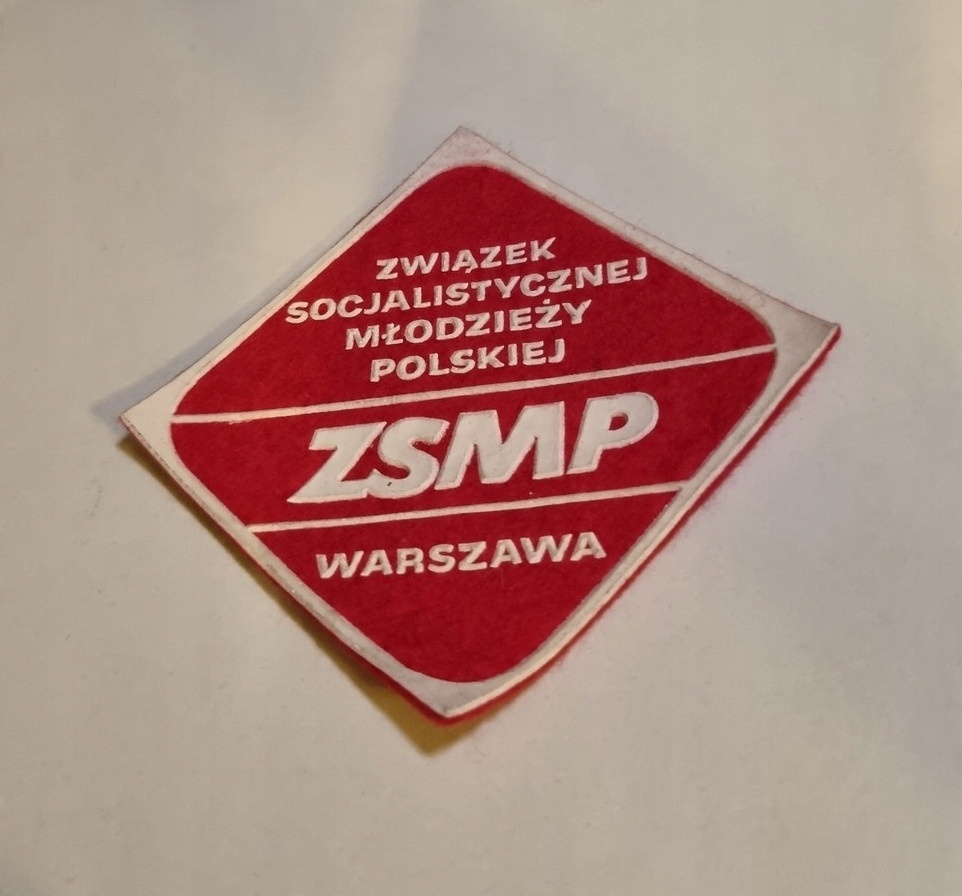 ZWIĄZEK
SOCJALISTYCZNEJ
MŁODZIEŻY
POLSKIEJ
ZSMP
WARSZAWA